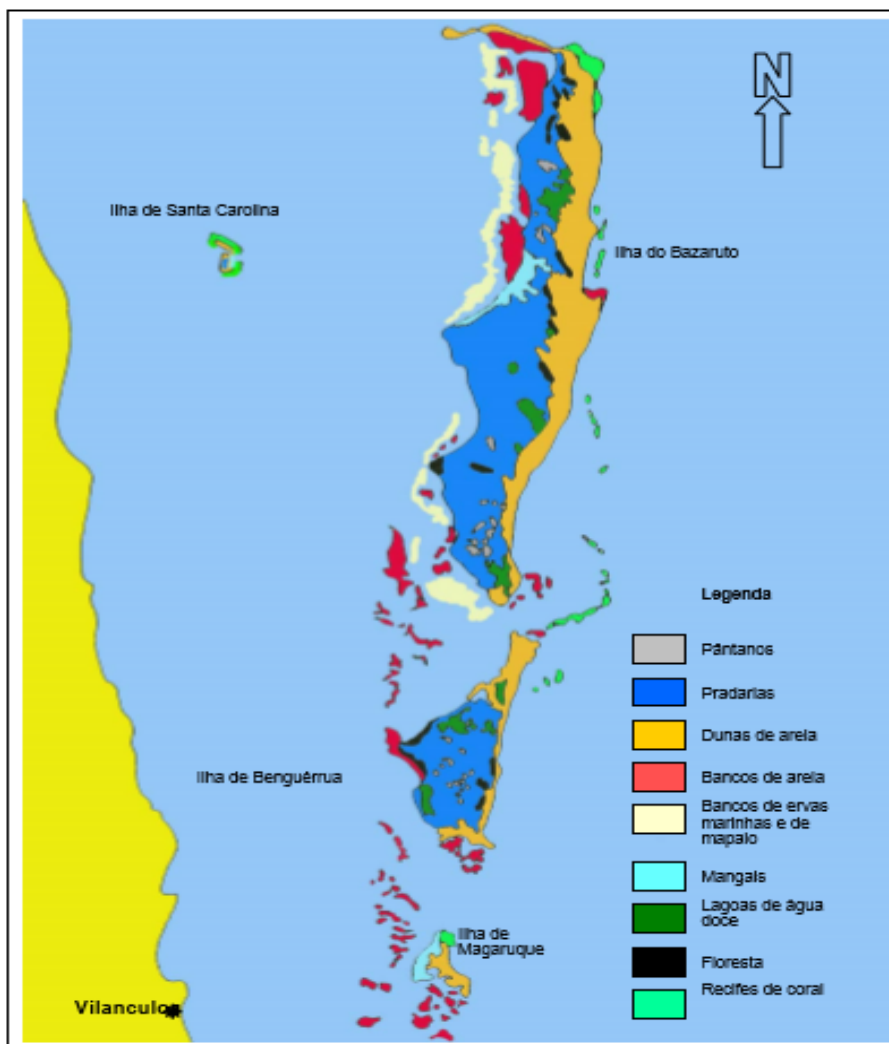 N
Ilha de Santa Carolina
Ilha do Bazaruto
Legenda
Pântanos
Pradarias
Dunas de areia
Bancos de areia
Ilha de Benguêrrua
Bancos de ervas
marinhas e de
mapalo
Mangais
Lagoas de água
doce
Ilha de
Magaruque
Floresta
Recifes de coral
Vilanculos